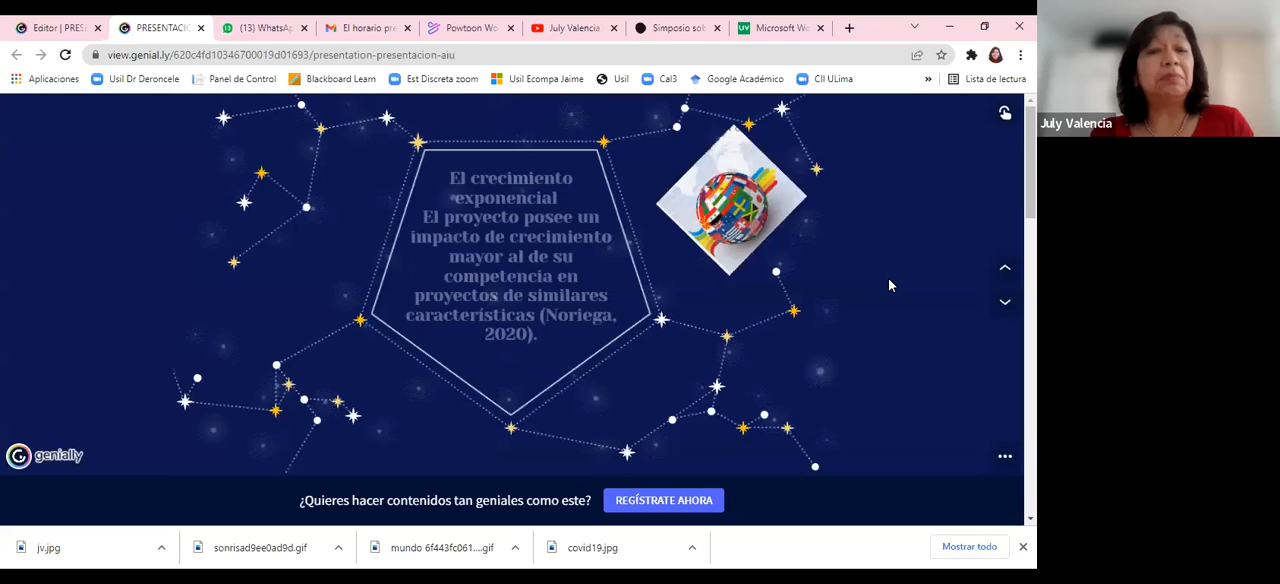 Editor | PRES
PRESENTACIO
(13) WhatsAp
El horario pre
Powtoon Wo
July Valencia
Simposio sob
UV
Microsoft Wo
view.genial.ly/620c4fd10346700019d01693/presentation-presentacion-aiu
Aplicaciones
Usil Dr Deroncele
Panel de Control
Blackboard Learn
Est Discreta zoom
Usil Ecompa Jaime
Usil
Cal3
Google Académico
CII ULima
»
Lista de lectura
July Valencia
El crecimiento
exponencial
El proyecto posee un
impacto de crecimiento
mayor al de su
competencia en
proyectos de similares
características (Noriega,
2020).
genially
¿Quieres hacer contenidos tan geniales como este?
REGÍSTRATE AHORA
jv.jpg
sonrisad9ee0ad9d.gif
mundo 6f443fc061....gif
covid19.jpg
Mostrar todo